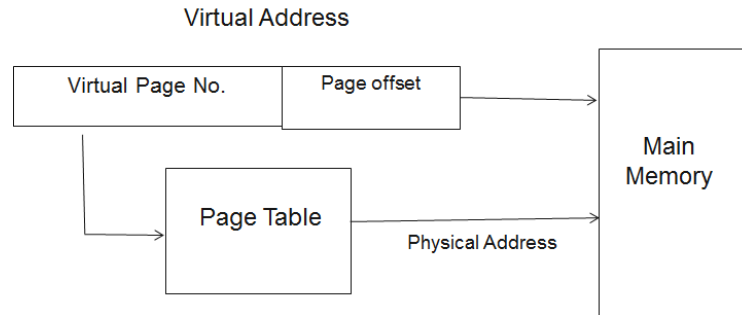 Virtual Address
Virtual Page No.
Page offset
Main
Memory
Page Table
Physical Address